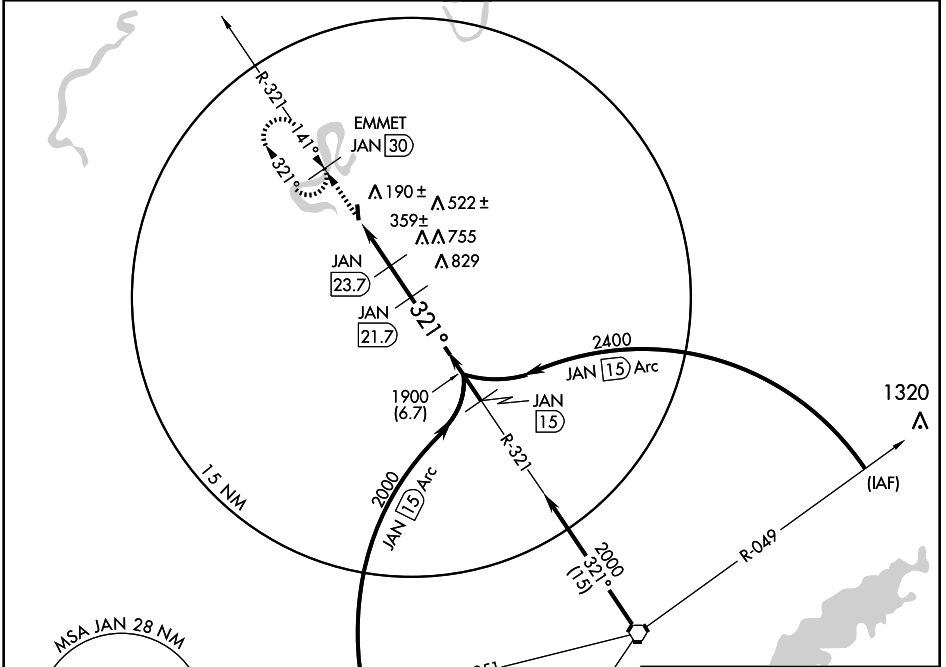 R-321
141°
321°
EMMET
JAN 30
190 ±
522 ±
359±
755
829
JAN
23.7
JAN
21.7
321°
2400
JAN 15 Arc
1900
(6.7)
JAN
15
1320
(IAF)
R-321
2000
JAN 15 Arc
15 NM
R-049
2000
321°
(15)
MSA JAN 28 NM